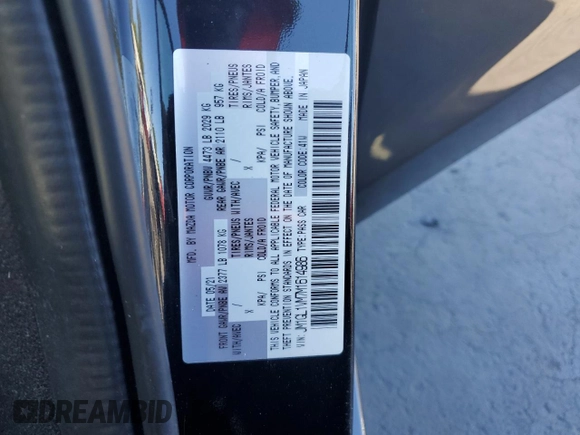 MFD. BY MAZDA MOTOR CORPORATION
DATE 05/21 GVWR/PNBV 4473 LB 2029 KG
FRONT GAWR/PNBE AV 2377 LB 1078 KG REAR GAWR/PNBE AR 2110 LB 957 KG
WITH/AVEC TIRES/PNEUS WITH/AVEC TIRES/PNEUS
X RIMS/JANTES X RIMS/JANTES
KPA/ PSI COLD/A FROID KPA/ PSI COLD/A FROID
THIS VEHICLE CONFORMS TO ALL APPLICABLE FEDERAL MOTOR VEHICLE SAFETY, BUMPER, AND
THEFT PREVENTION STANDARDS IN EFFECT ON THE DATE OF MANUFACTURE SHOWN ABOVE.
VIN: JM1GL1VM7M1614986 TYPE:PASS CAR COLOR CODE:41W MADE IN JAPAN
DREAMBID